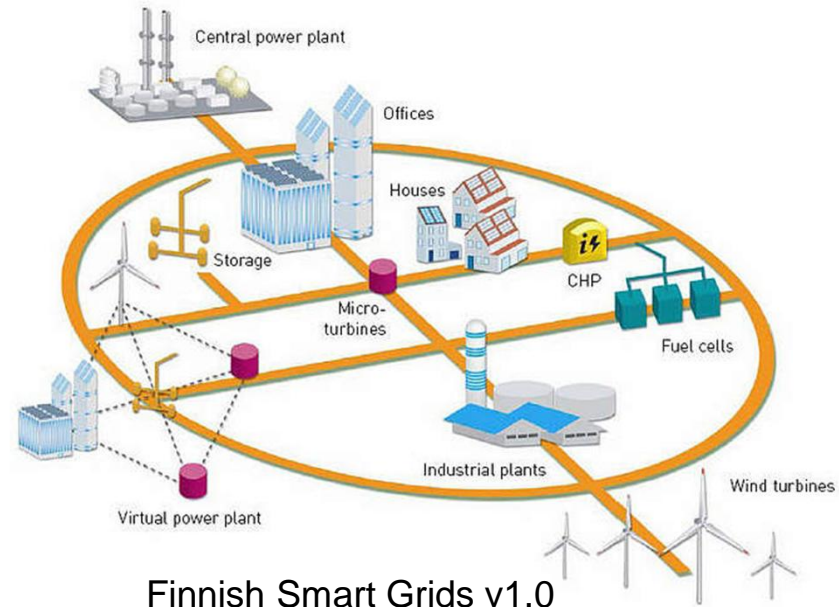 Central power plant
Offices
Houses
Storage
CHP
Micro-
turbines
Fuel cells
Industrial plants
Wind turbines
Virtual power plant
Finnish Smart Grids v1.0